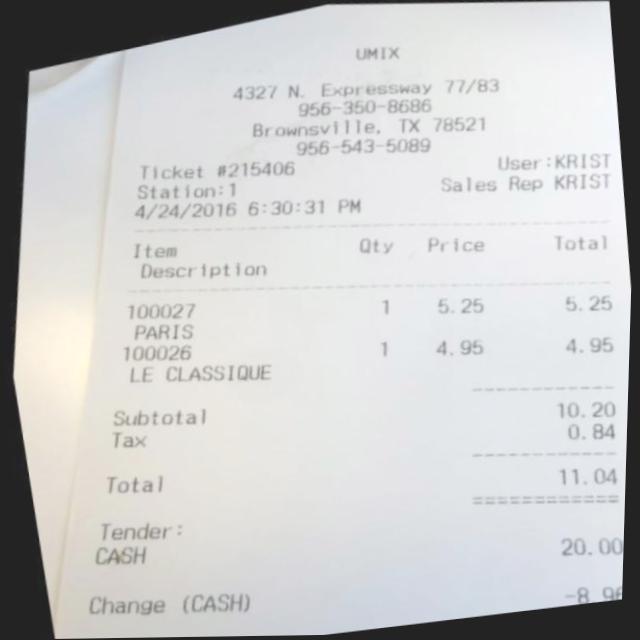 UMIX
4327 N. Expressway 77/83
956-350-8686
Brownsville, TX 78521
956-543-5089
Ticket #215406 User:KRIST
Station:1 Sales Rep KRIST
4/24/2016 6:30:31 PM
Item Qty Price Total
Description
100027 1 5.25 5.25
PARIS
100026 1 4.95 4.95
LE CLASSIQUE
Subtotal 10.20
Tax 0.84
Total 11.04
============
Tender:
CASH 20.00
Change (CASH)